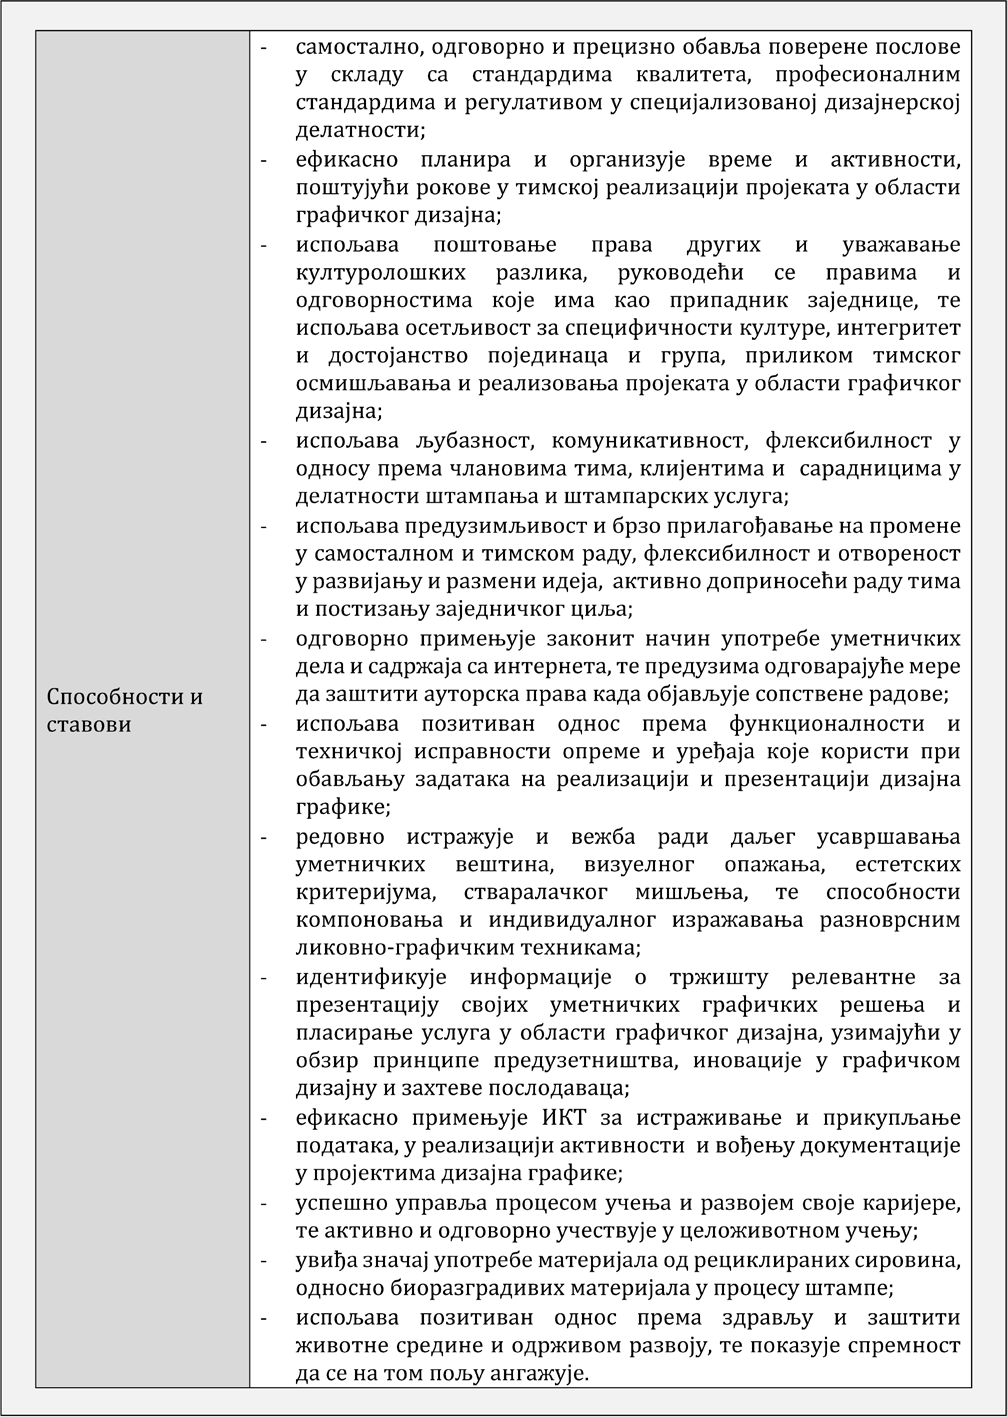 Способности и
ставови
- самостално, одговорно и прецизно обавља поверене послове
у складу са стандардима квалитета, професионалним
стандардима и регулативом у специјализованој дизајнерској
делатности;
- ефикасно планира и организује време и активности,
поштујући рокове у тимској реализацији пројеката у области
графичког дизајна;
- испољава поштовање права других и уважавање
културолошких разлика, руководећи се правима и
одговорностима које има као припадник заједнице, те
испољава осетљивост за специфичности културе, интегритет
и достојанство појединаца и група, приликом тимског
осмишљавања и реализовања пројеката у области графичког
дизајна;
- испољава љубазност, комуникативност, флексибилност у
односу према члановима тима, клијентима и сарадницима у
делатности штампања и штампарских услуга;
- испољава предузимљивост и брзо прилагођавање на промене
у самосталном и тимском раду, флексибилност и отвореност
у развијању и размени идеја, активно доприносећи раду тима
и постизању заједничког циља;
- одговорно примењује законит начин употребе уметничких
дела и садржаја са интернета, те предузима одговарајуће мере
да заштити ауторска права када објављује сопствене радове;
- испољава позитиван однос према функционалности и
техничкој исправности опреме и уређаја које користи при
обављању задатака на реализацији и презентацији дизајна
графике;
- редовно истражује и вежба ради даљег усавршавања
уметничких вештина, визуелног опажања, естетских
критеријума, стваралачког мишљења, те способности
компоновања и индивидуалног изражавања разноврсним
ликовно-графичким техникама;
- идентификује информације о тржишту релевантне за
презентацију својих уметничких графичких решења и
пласирање услуга у области графичког дизајна, узимајући у
обзир принципе предузетништва, иновације у графичком
дизајну и захтеве послодаваца;
- ефикасно примењује ИКТ за истраживање и прикупљање
података, у реализацији активности и вођењу документације
у пројектима дизајна графике;
- успешно управља процесом учења и развојем своје каријере,
те активно и одговорно учествује у целоживотном учењу;
- увиђа значај употребе материјала од рециклираних сировина,
односно биоразградивих материјала у процесу штампе;
- испољава позитиван однос према здрављу и заштити
животне средине и одрживом развоју, те показује спремност
да се на том пољу ангажује.